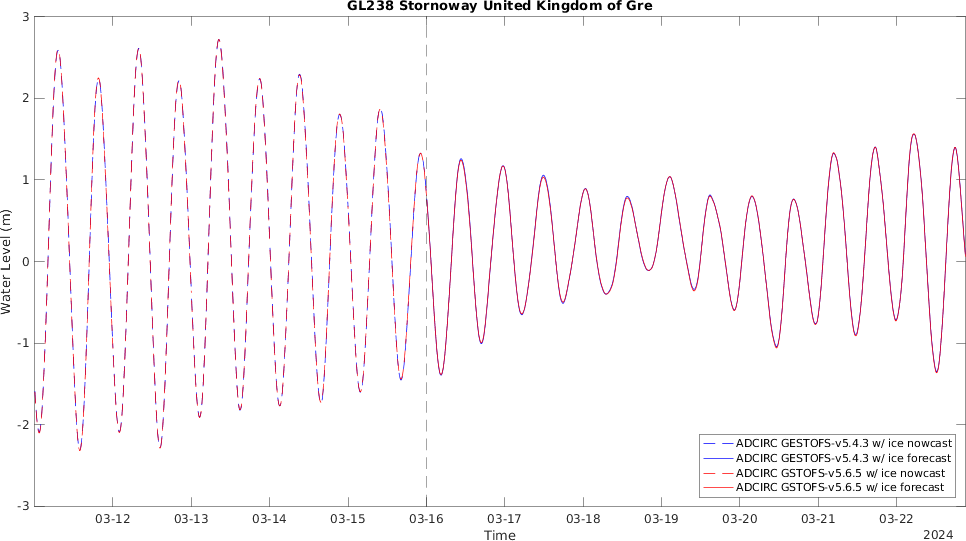 GL238 Stornoway United Kingdom of Gre
3
2
1
0
-1
-2
-3
Water Level (m)
ADCIRC GESTOFS-v5.4.3 w/ ice nowcast
ADCIRC GESTOFS-v5.4.3 w/ ice forecast
ADCIRC GSTOFS-v5.6.5 w/ ice nowcast
ADCIRC GSTOFS-v5.6.5 w/ ice forecast
03-12 03-13 03-14 03-15 03-16 03-17 03-18 03-19 03-20 03-21 03-22
Time
2024